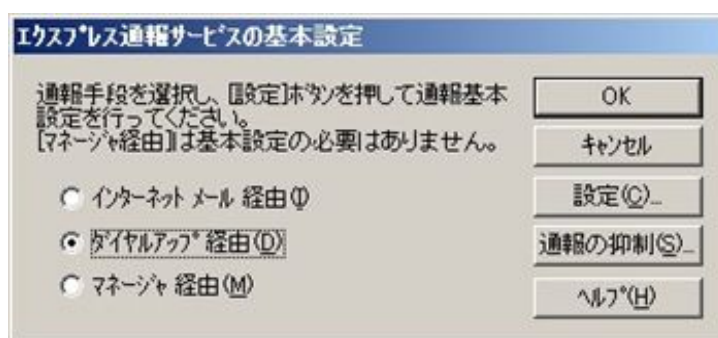 エクスプレス通報サービスの基本設定
通報手段を選択し、[設定]ボタンを押して通報基本
設定を行ってください。
[マネージャ経由]は基本設定の必要はありません。
インターネット メール 経由(I)
ダイヤルアップ 経由(D)
マネージャ 経由(M)
OK
キャンセル
設定(C)...
通報の抑制(S)...
ヘルプ(H)